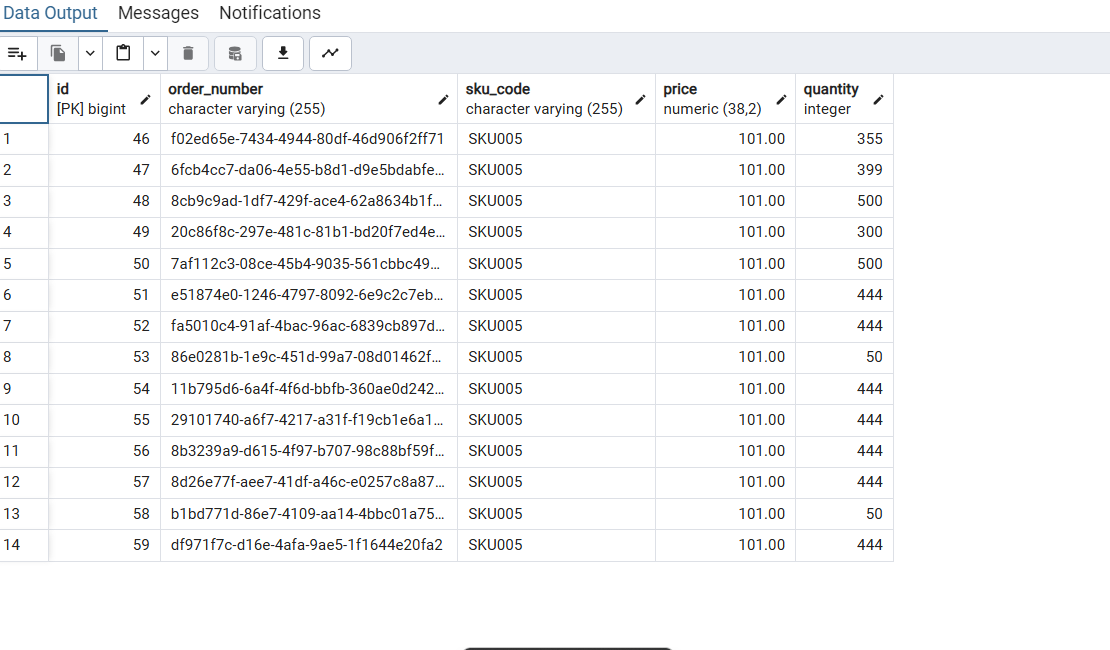 Data Output Messages Notifications
id order_number sku_code price quantity
[PK] bigint character varying (255) character varying (255) numeric (38,2) integer
1 46 f02ed65e-7434-4944-80df-46d906f2ff71 SKU005 101.00 355
2 47 6fcb4cc7-da06-4e55-b8d1-d9e5bdabfe... SKU005 101.00 399
3 48 8cb9c9ad-1df7-429f-ace4-62a8634b1f... SKU005 101.00 500
4 49 20c86f8c-297e-481c-81b1-bd20f7ed4e... SKU005 101.00 300
5 50 7af112c3-08ce-45b4-9035-561cbbc49... SKU005 101.00 500
6 51 e51874e0-1246-4797-8092-6e9c2c7eb... SKU005 101.00 444
7 52 fa5010c4-91af-4bac-96ac-6839cb897d... SKU005 101.00 444
8 53 86e0281b-1e9c-451d-99a7-08d01462f... SKU005 101.00 50
9 54 11b795d6-6a4f-4f6d-bbfb-360ae0d242... SKU005 101.00 444
10 55 29101740-a6f7-4217-a31f-f19cb1e6a1... SKU005 101.00 444
11 56 8b3239a9-d615-4f97-b707-98c88bf59f... SKU005 101.00 444
12 57 8d26e77f-aee7-41df-a46c-e0257c8a87... SKU005 101.00 444
13 58 b1bd771d-86e7-4109-aa14-4bbc01a75... SKU005 101.00 50
14 59 df971f7c-d16e-4afa-9ae5-1f1644e20fa2 SKU005 101.00 444